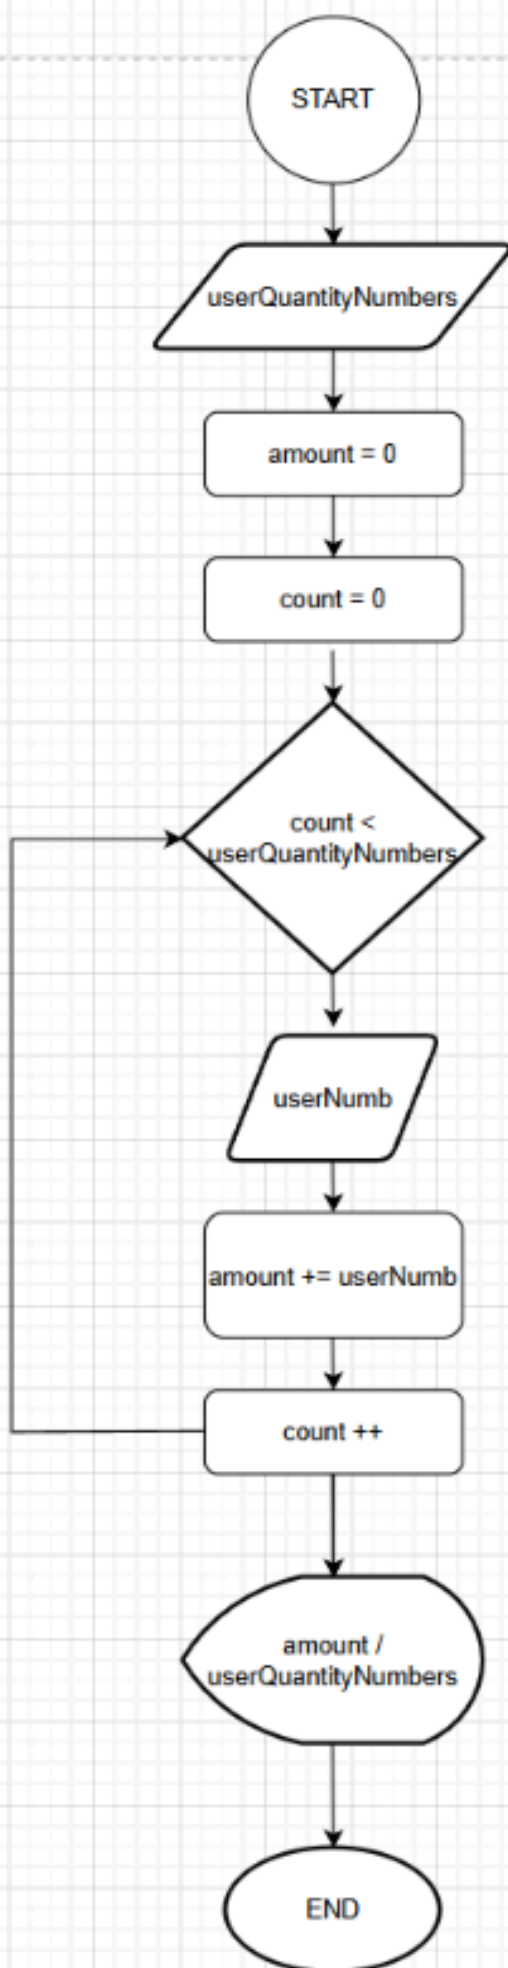 START
userQuantityNumbers
amount = 0
count = 0
count <
userQuantityNumbers
userNumb
amount += userNumb
count ++
amount /
userQuantityNumbers
END